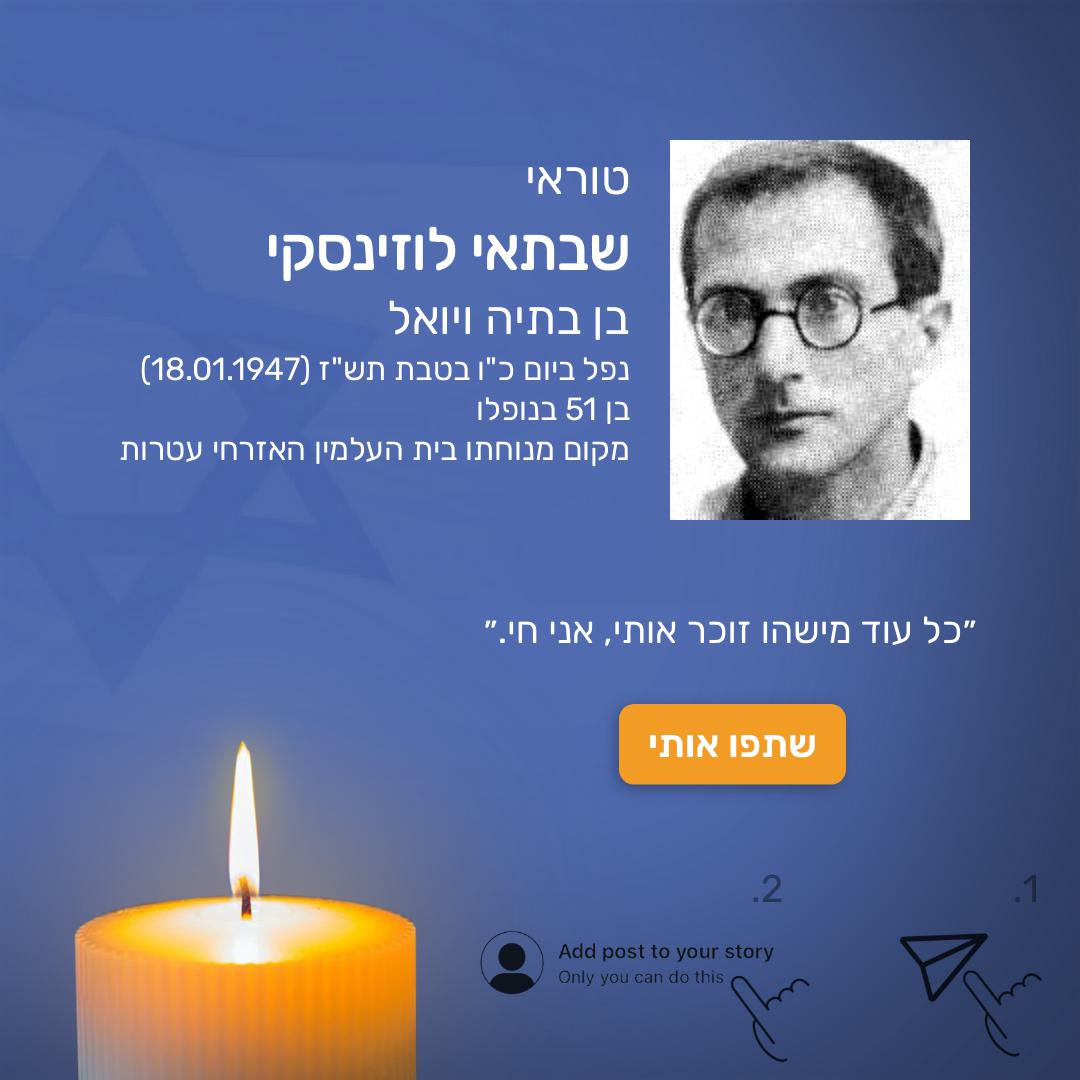 טוראי
שבתאי לוזינסקי
בן בתיה ויואל
נפל ביום כ"ו בטבת תש"ז (18.01.1947)
בן 51 בנופלו
מקום מנוחתו בית העלמין האזרחי עטרות
״כל עוד מישהו זוכר אותי, אני חי.״
שתפו אותי
.1
.2
Add post to your story
Only you can do this